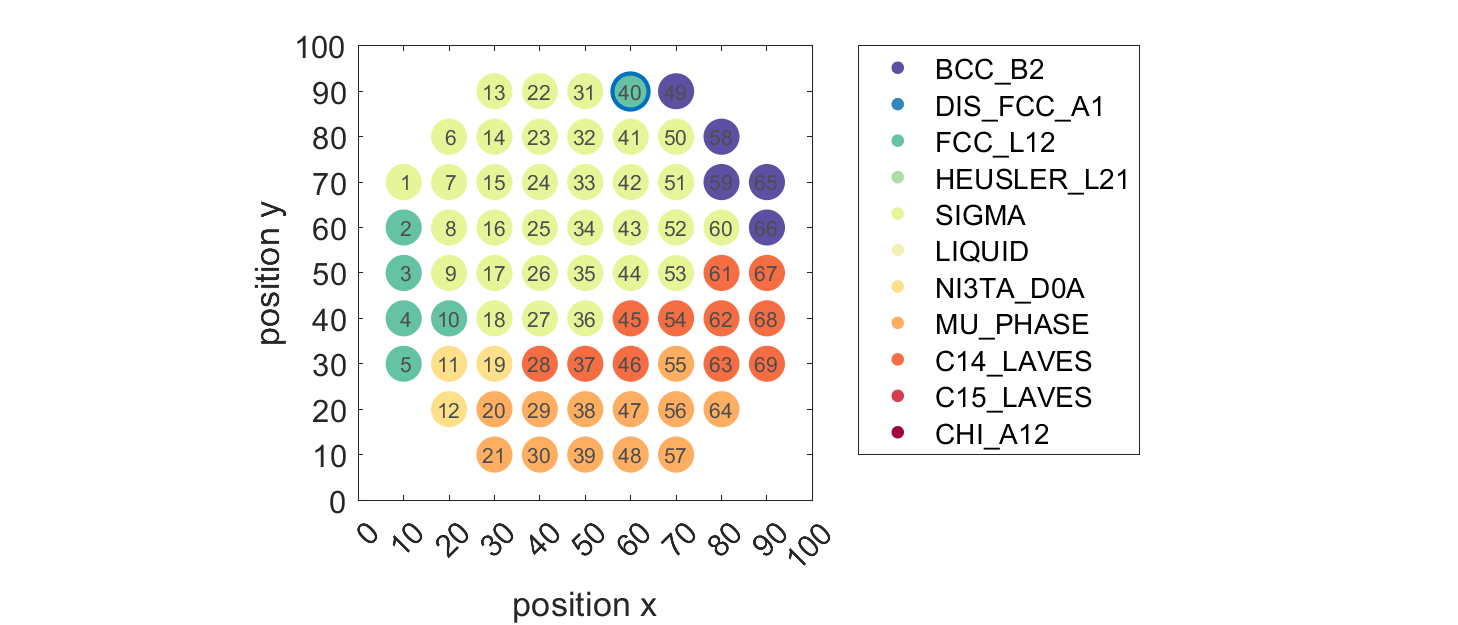 100
90 13 22 31 40 49
80 6 14 23 32 41 50 58
70 1 7 15 24 33 42 51 59 65
60 2 8 16 25 34 43 52 60 66
50 3 9 17 26 35 44 53 61 67
40 4 10 18 27 36 45 54 62 68
30 5 11 19 28 37 46 55 63 69
20 12 20 29 38 47 56 64
10 21 30 39 48 57
0
position y
0 10 20 30 40 50 60 70 80 90 100
position x
BCC_B2
DIS_FCC_A1
FCC_L12
HEUSLER_L21
SIGMA
LIQUID
NI3TA_D0A
MU_PHASE
C14_LAVES
C15_LAVES
CHI_A12